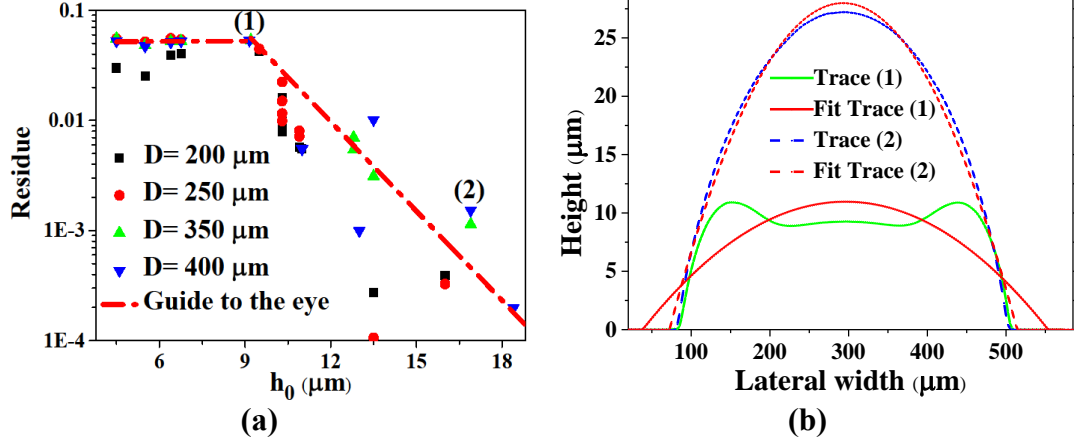 0.1
0.01
1E-3
1E-4
Residue
(1)
(2)
D= 200 μm
D= 250 μm
D= 350 μm
D= 400 μm
Guide to the eye
6 9 12 15 18
h0 (μm)
(a)
25
20
15
10
5
0
Height (μm)
Trace (1)
Fit Trace (1)
Trace (2)
Fit Trace (2)
100 200 300 400 500
Lateral width (μm)
(b)